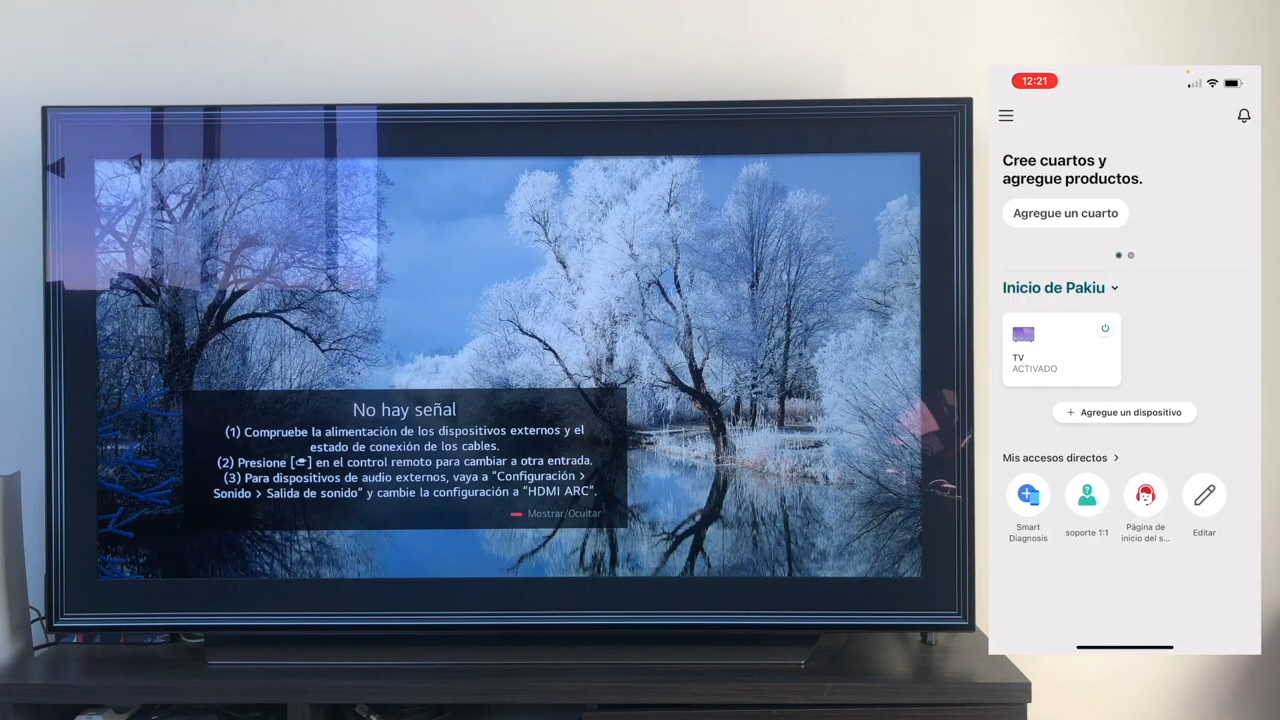 No hay señal
(1) Compruebe la alimentación de los dispositivos externos y el
estado de conexión de los cables.
(2) Presione [ ] en el control remoto para cambiar a otra entrada.
(3) Para dispositivos de audio externos, vaya a “Configuración >
Sonido > Salida de sonido” y cambie la configuración a “HDMI ARC”.
Mostrar/Ocultar
12:21
Cree cuartos y
agregue productos.
Agregue un cuarto
Inicio de Pakiu
TV
ACTIVADO
+ Agregue un dispositivo
Mis accesos directos >
Smart
Diagnosis
soporte 1:1
Página de
inicio del s...
Editar